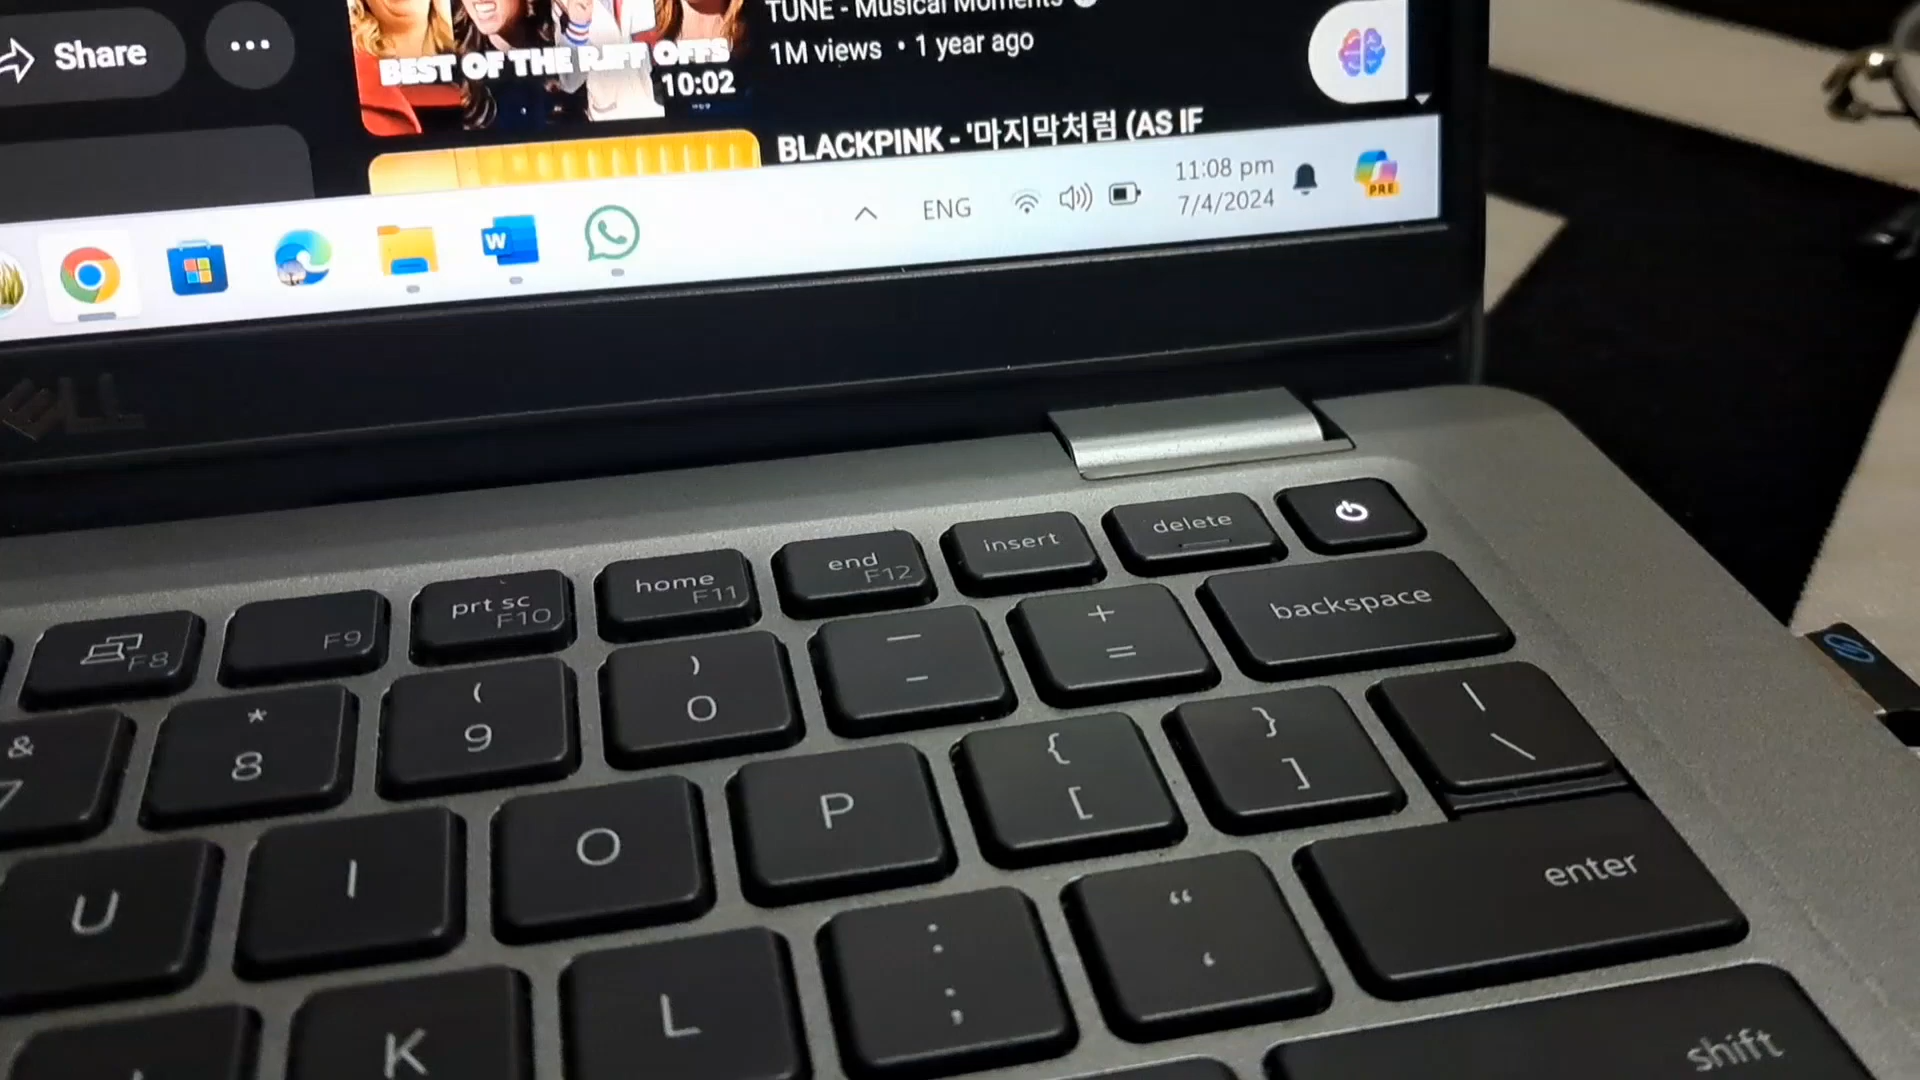 TUNE - Musical Moments
Share
1M views • 1 year ago
BEST OF THE RIFF OFFS
10:02
BLACKPINK - '마지막처럼 (AS IF
11:08 pm
ENG
7/4/2024
PRE
W
DELL
delete
insert
end
F12
home
F11
prt sc
F10
F9
F8
backspace
+
=
_
-
)
0
(
9
*
8
&
7
|
\
}
]
{
[
P
O
I
U
enter
“
‘
:
;
L
K
shift